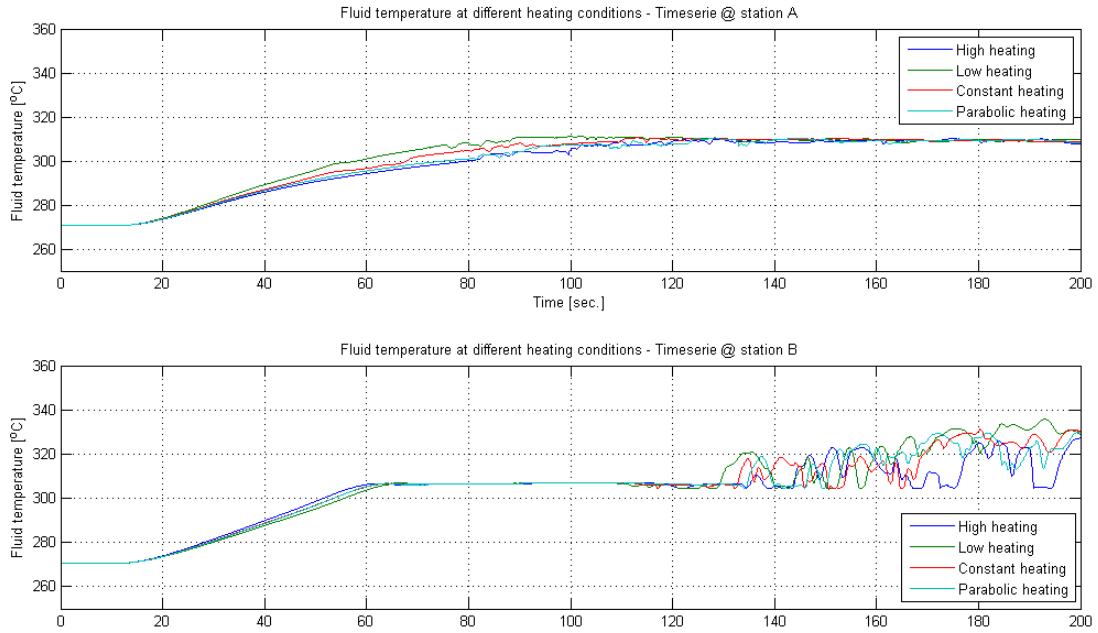 Fluid temperature at different heating conditions - Timeserie @ station A
Fluid temperature [ºC]
360
340
320
300
280
260
0 20 40 60 80 100 120 140 160 180 200
Time [sec.]
High heating
Low heating
Constant heating
Parabolic heating
Fluid temperature at different heating conditions - Timeserie @ station B
Fluid temperature [ºC]
360
340
320
300
280
260
0 20 40 60 80 100 120 140 160 180 200
High heating
Low heating
Constant heating
Parabolic heating